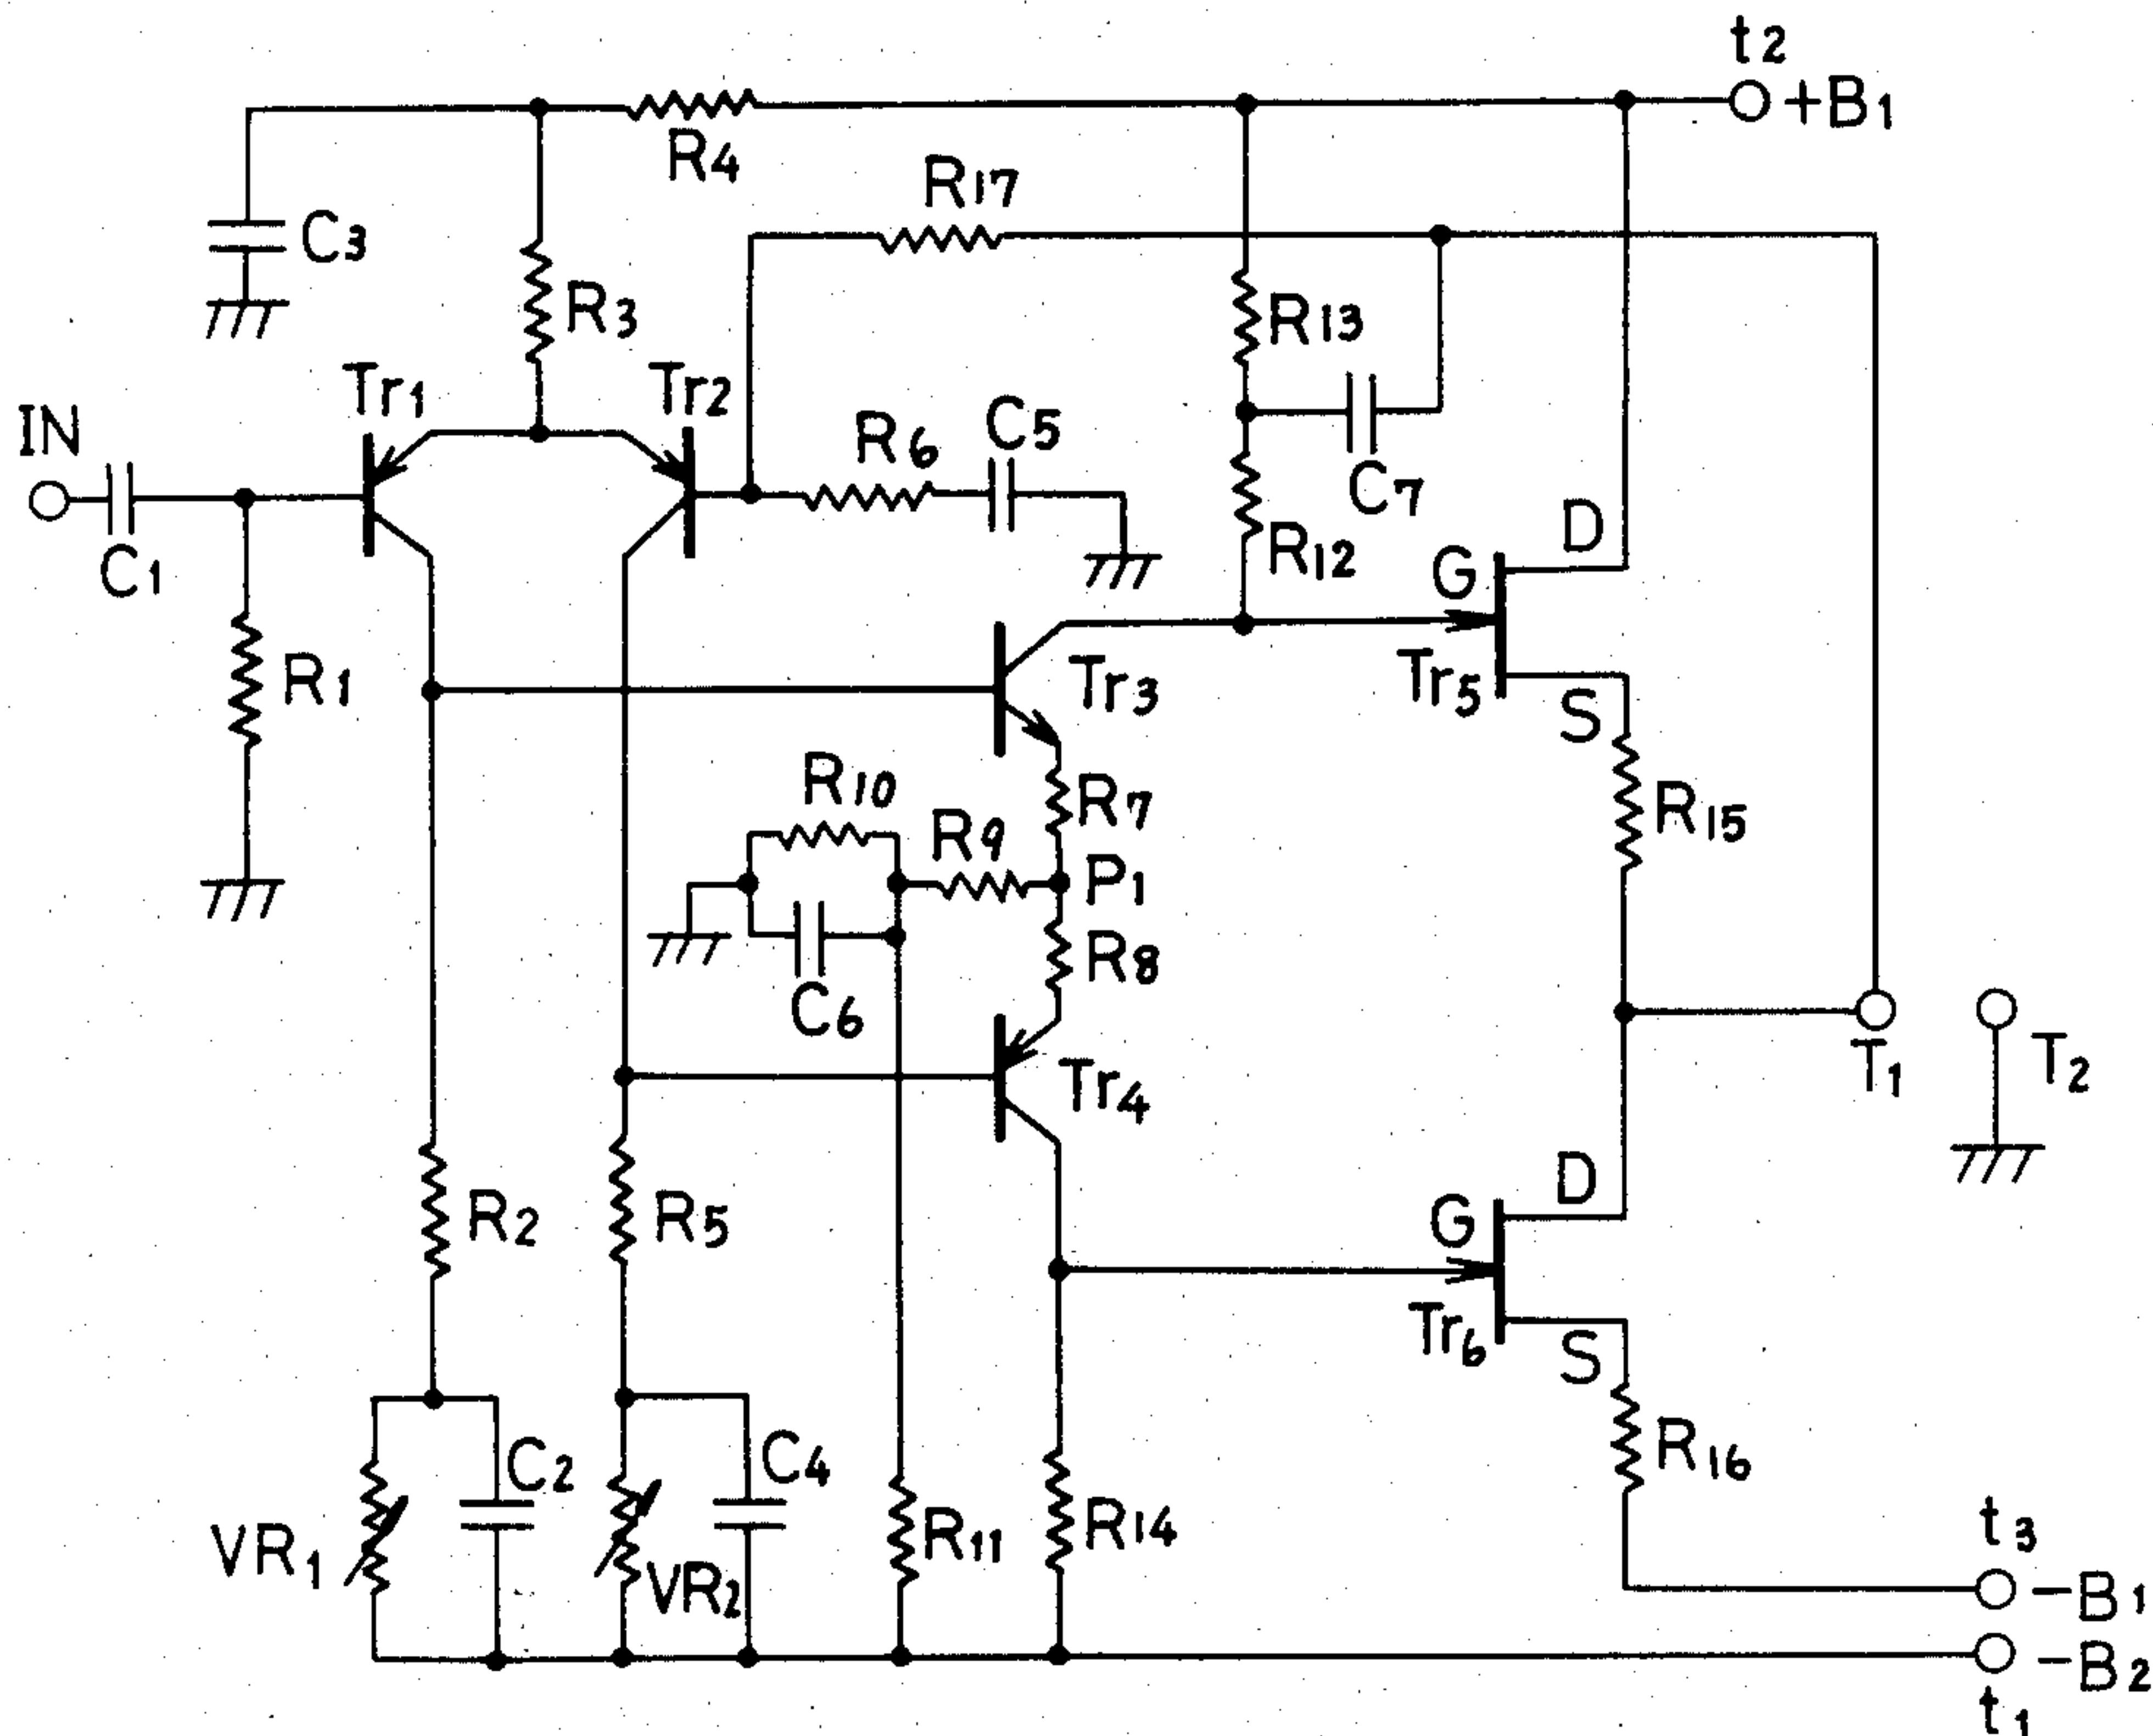 t2
+B1
R4
R17
C3
R3
R13
Tr1
Tr2
IN
R6
C5
C7
C1
R12
D
G
R1
Tr3
Tr5
S
R10
R7
R9
R15
P1
R8
C6
Tr4
T1
T2
R2
R5
D
G
Tr6
S
C2
C4
R16
VR1
VR2
R11
R14
t3
-B1
-B2
t1